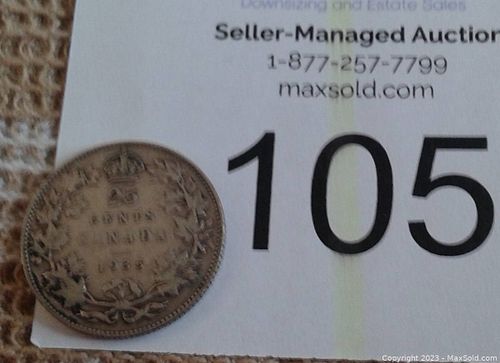 Downsizing and Estate Sales
Seller-Managed Auction
1-877-257-7799
maxsold.com
105
25
CENTS
CANADA
Copyright 2023 - MaxSold.com